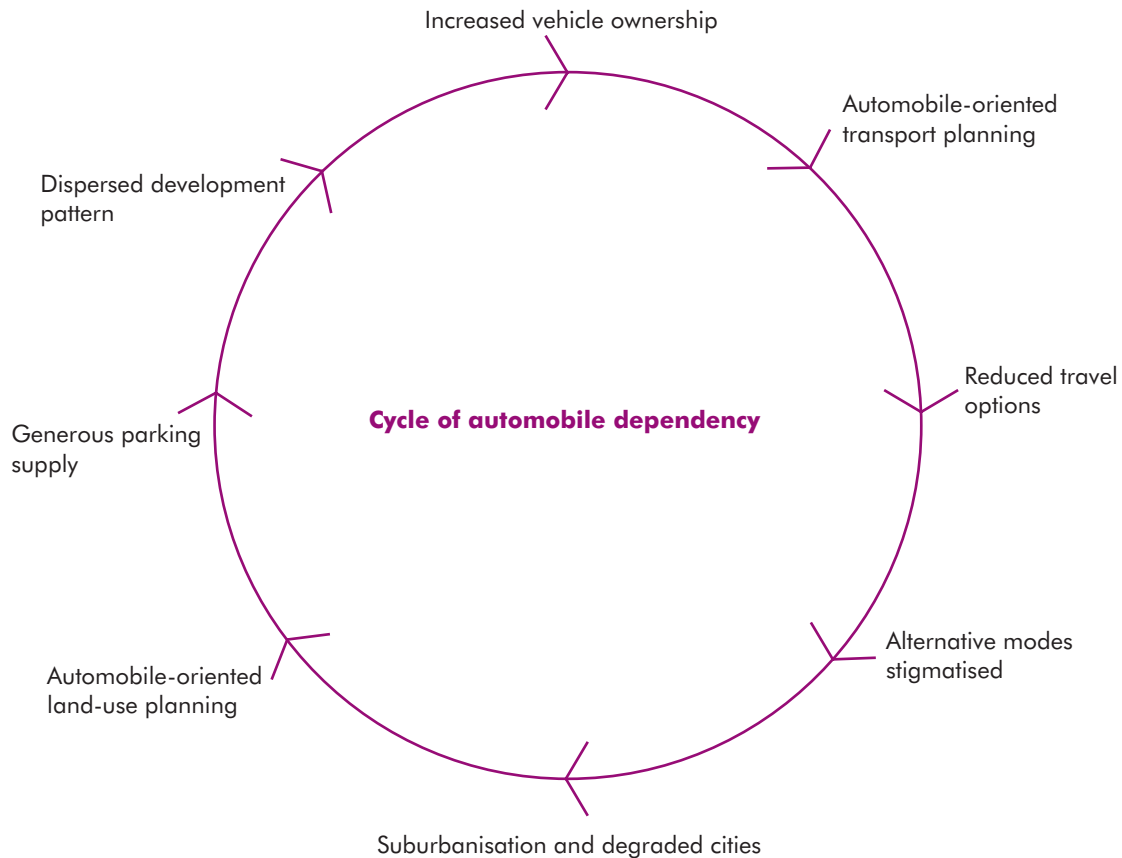 Increased vehicle ownership
Automobile-oriented
transport planning
Reduced travel
options
Alternative modes
stigmatised
Suburbanisation and degraded cities
Automobile-oriented
land-use planning
Generous parking
supply
Dispersed development
pattern
Cycle of automobile dependency